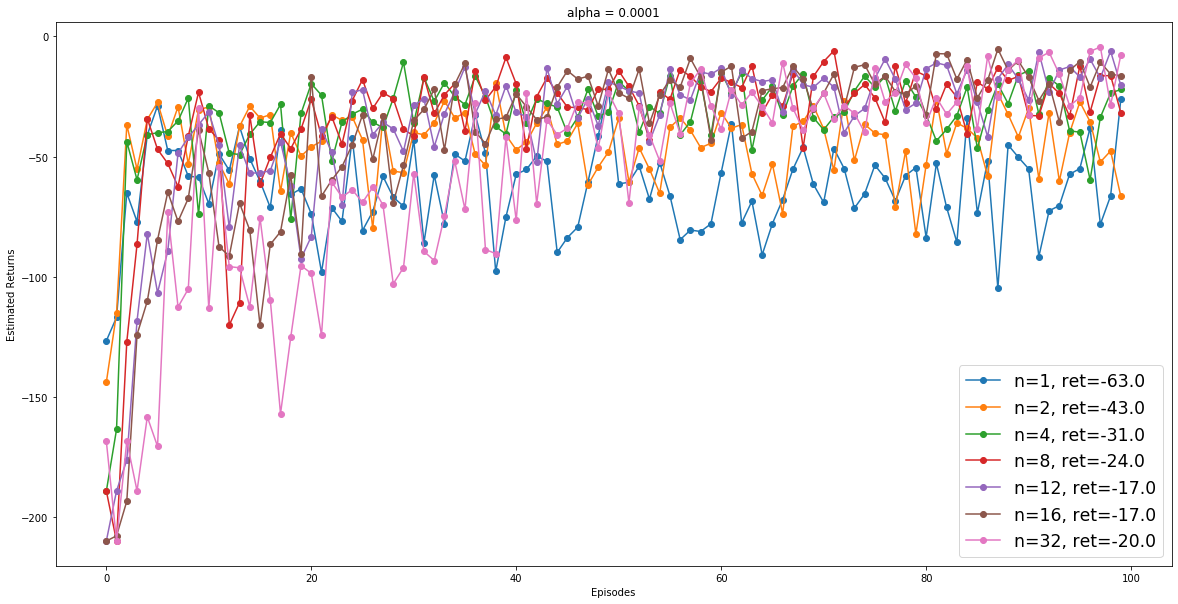 alpha = 0.0001
0
−50
−100
−150
−200
Estimated Returns
0
20
40
60
80
100
Episodes
n=1, ret=-63.0
n=2, ret=-43.0
n=4, ret=-31.0
n=8, ret=-24.0
n=12, ret=-17.0
n=16, ret=-17.0
n=32, ret=-20.0